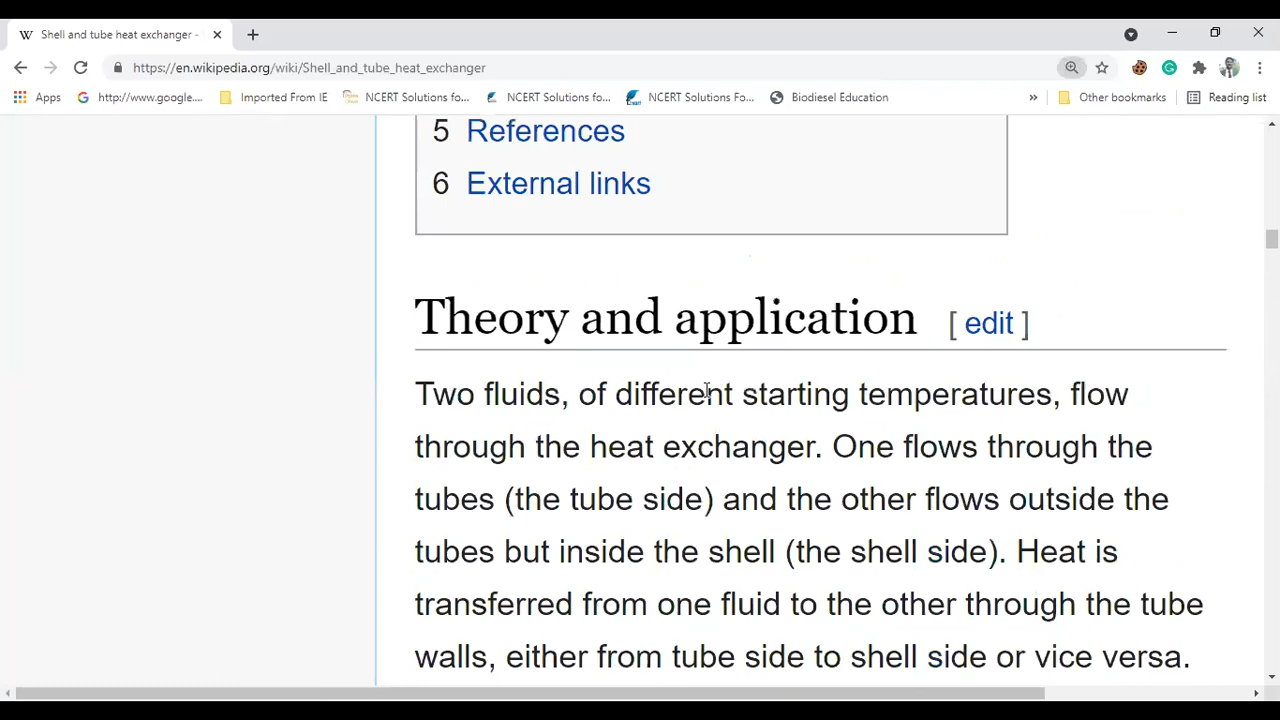 W Shell and tube heat exchanger -
https://en.wikipedia.org/wiki/Shell_and_tube_heat_exchanger
Apps
http://www.google....
Imported From IE
NCERT Solutions fo...
NCERT Solutions fo...
NCERT Solutions Fo...
Biodiesel Education
»
Other bookmarks
Reading list
5 References
6 External links
Theory and application [ edit ]
Two fluids, of different starting temperatures, flow
through the heat exchanger. One flows through the
tubes (the tube side) and the other flows outside the
tubes but inside the shell (the shell side). Heat is
transferred from one fluid to the other through the tube
walls, either from tube side to shell side or vice versa.